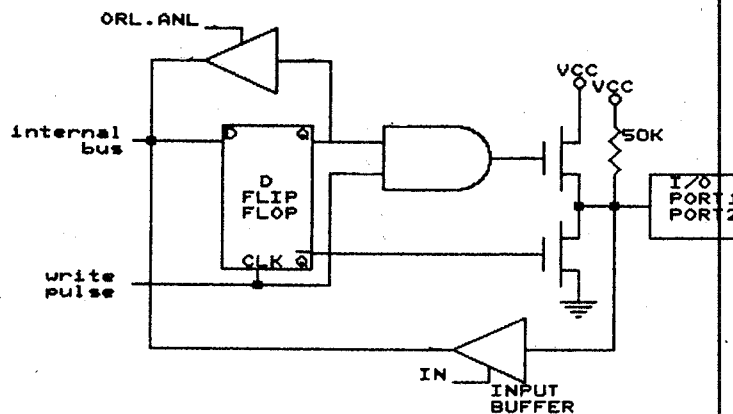 ORL.ANL
VCC
VCC
internal
bus
D
Q
50K
D
FLIP
FLOP
I/O
PORT1
PORT2
CLK
Q
write
pulse
IN
INPUT
BUFFER